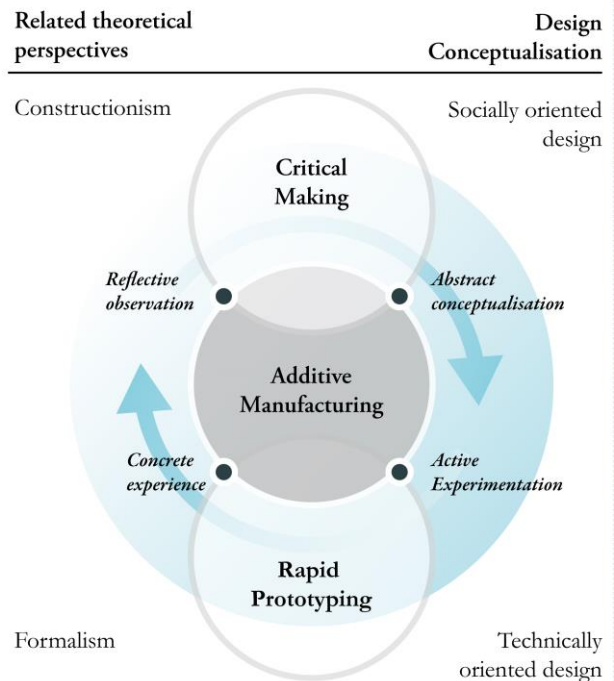 Related theoretical
perspectives
Design
Conceptualisation
Constructionism
Socially oriented
design
Critical
Making
Reflective
observation
Abstract
conceptualisation
Additive
Manufacturing
Concrete
experience
Active
Experimentation
Rapid
Prototyping
Formalism
Technically
oriented design